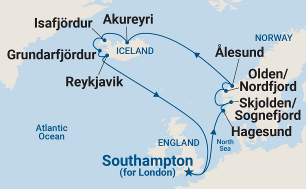 Isafjördur
Akureyri
Grundarfjördur
ICELAND
Reykjavik
NORWAY
Ålesund
Olden/
Nordfjord
Skjolden/
Sognefjord
Hagesund
Atlantic
Ocean
ENGLAND
North
Sea
Southampton
(for London)